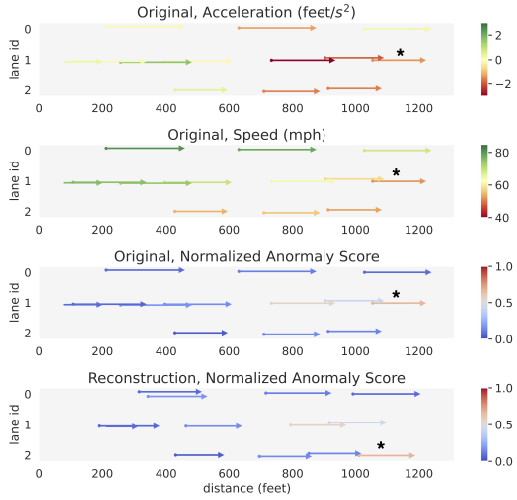 Original, Acceleration (feet/s²)
lane id
0
1
2
0 200 400 600 800 1000 1200
2
0
−2
*
Original, Speed (mph)
lane id
0
1
2
0 200 400 600 800 1000 1200
80
60
40
*
Original, Normalized Anormaly Score
lane id
0
1
2
0 200 400 600 800 1000 1200
1.0
0.5
0.0
*
Reconstruction, Normalized Anomaly Score
lane id
0
1
2
0 200 400 600 800 1000 1200
distance (feet)
1.0
0.5
0.0
*